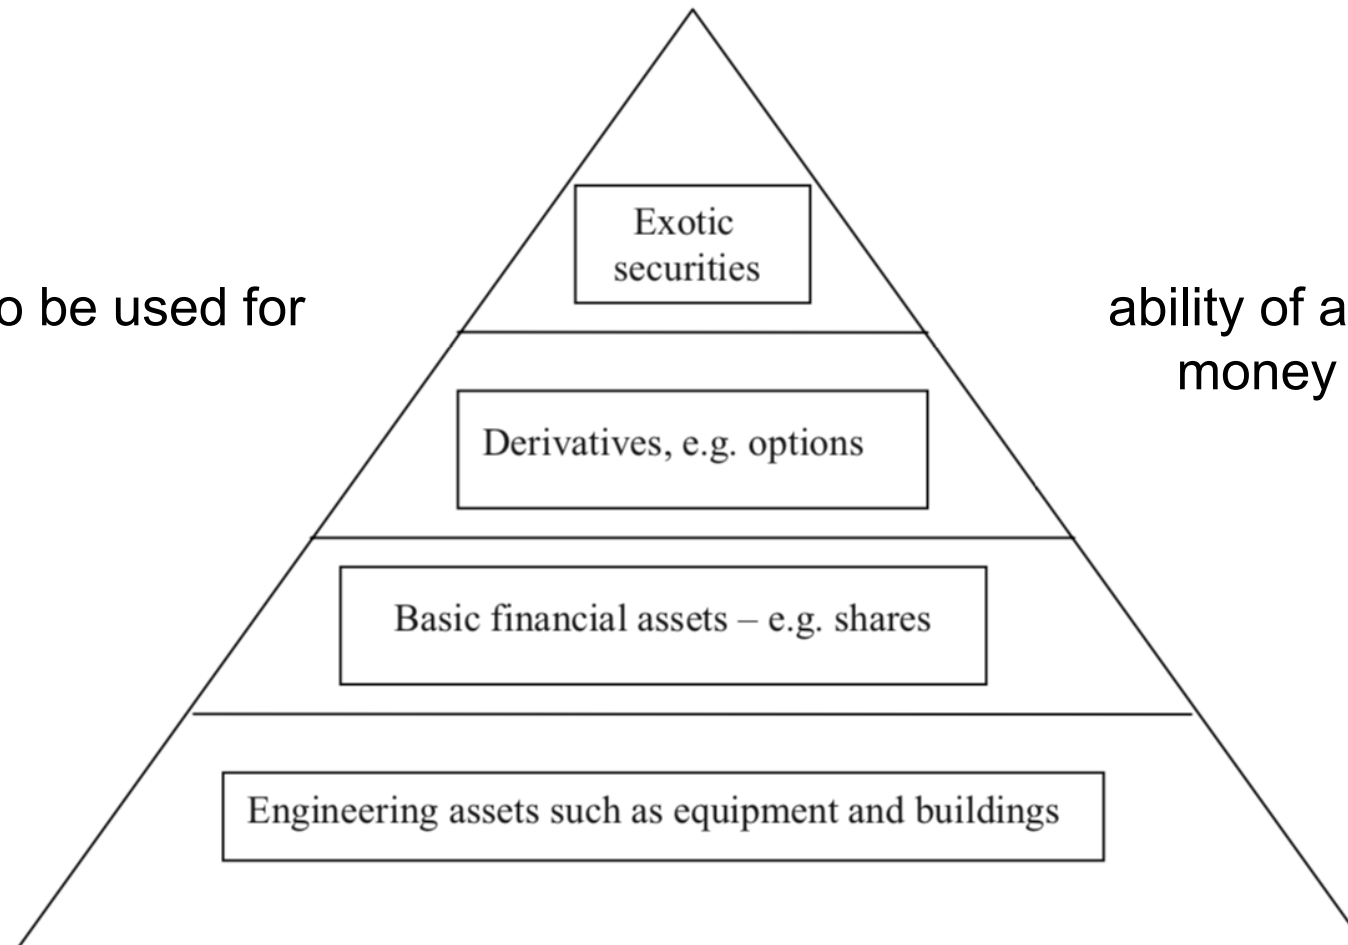 Exotic
securities
o be used for
ability of a
money
Derivatives, e.g. options
Basic financial assets – e.g. shares
Engineering assets such as equipment and buildings